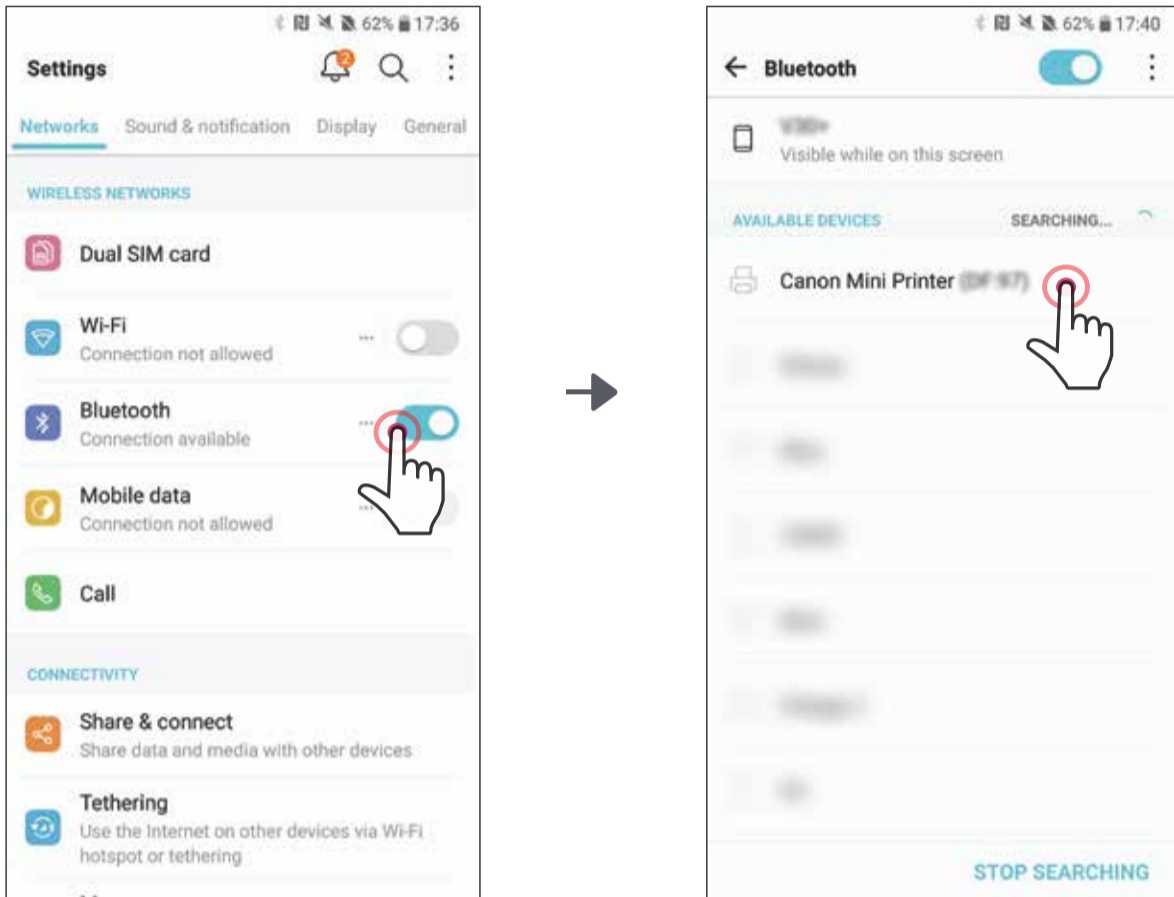 62% 17:36
Settings
2
Networks Sound & notification Display General
WIRELESS NETWORKS
Dual SIM card
Wi-Fi
Connection not allowed
Bluetooth
Connection available
Mobile data
Connection not allowed
Call
CONNECTIVITY
Share & connect
Share data and media with other devices
Tethering
Use the Internet on other devices via Wi-Fi
hotspot or tethering
62% 17:40
Bluetooth
Visible while on this screen
AVAILABLE DEVICES SEARCHING...
Canon Mini Printer
STOP SEARCHING